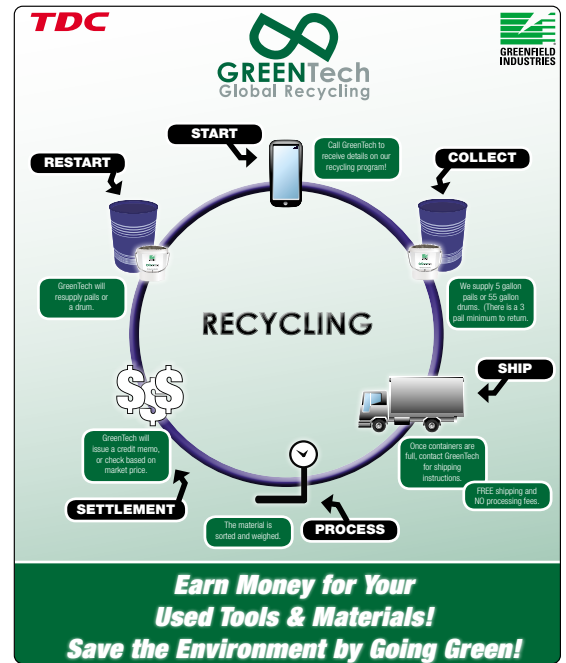 TDC
GREENTech
Global Recycling
GREENFIELD
INDUSTRIES
START
Call GreenTech to
receive details on our
recycling program!
COLLECT
We supply 5 gallon
pails or 55 gallon
drums. (There is a 3
pail minimum to return.
SHIP
Once containers are
full, contact GreenTech
for shipping
instructions.
FREE shipping and
NO processing fees.
PROCESS
The material is
sorted and weighed.
SETTLEMENT
GreenTech will
issue a credit memo,
or check based on
market price.
$$$
RESTART
GreenTech will
resupply pails or
a drum.
RECYCLING
Earn Money for Your
Used Tools & Materials!
Save the Environment by Going Green!